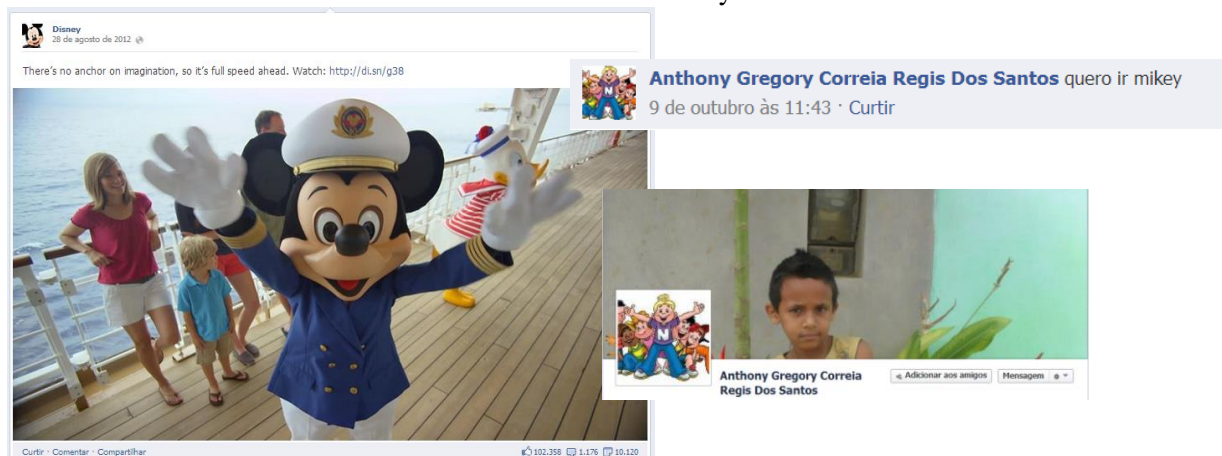 Disney
28 de agosto de 2012
There's no anchor on imagination, so it's full speed ahead. Watch: http://di.sn/g38
Curtir · Comentar · Compartilhar
102.358 1.176 10.120
Anthony Gregory Correia Regis Dos Santos quero ir mikey
9 de outubro às 11:43 · Curtir
N
Anthony Gregory Correia
Regis Dos Santos
Adicionar aos amigos
Mensagem